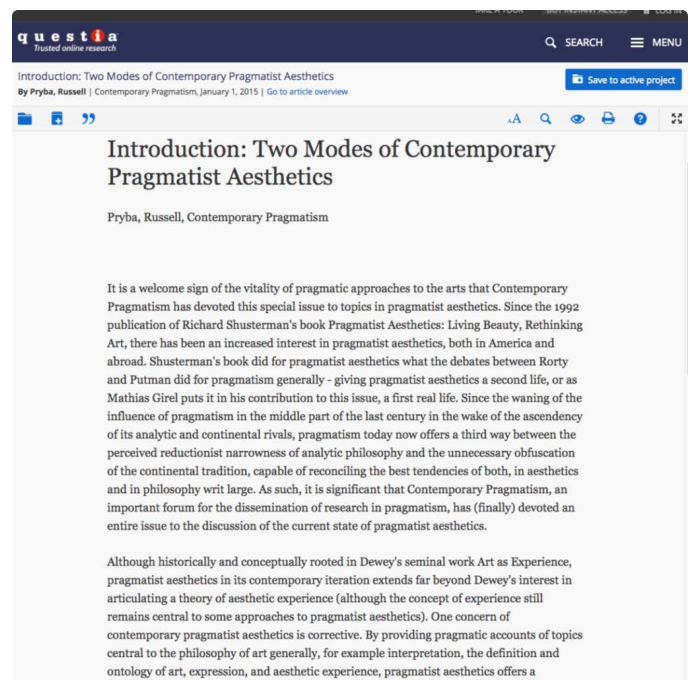 TAKE A TOUR BUY INSTANT ACCESS LOG IN
questia
Trusted online research
SEARCH MENU
Introduction: Two Modes of Contemporary Pragmatist Aesthetics
By Pryba, Russell | Contemporary Pragmatism, January 1, 2015 | Go to article overview
Save to active project
Introduction: Two Modes of Contemporary
Pragmatist Aesthetics
Pryba, Russell, Contemporary Pragmatism
It is a welcome sign of the vitality of pragmatic approaches to the arts that Contemporary
Pragmatism has devoted this special issue to topics in pragmatist aesthetics. Since the 1992
publication of Richard Shusterman's book Pragmatist Aesthetics: Living Beauty, Rethinking
Art, there has been an increased interest in pragmatist aesthetics, both in America and
abroad. Shusterman's book did for pragmatist aesthetics what the debates between Rorty
and Putman did for pragmatism generally - giving pragmatist aesthetics a second life, or as
Mathias Girel puts it in his contribution to this issue, a first real life. Since the waning of the
influence of pragmatism in the middle part of the last century in the wake of the ascendency
of its analytic and continental rivals, pragmatism today now offers a third way between the
perceived reductionist narrowness of analytic philosophy and the unnecessary obfuscation
of the continental tradition, capable of reconciling the best tendencies of both, in aesthetics
and in philosophy writ large. As such, it is significant that Contemporary Pragmatism, an
important forum for the dissemination of research in pragmatism, has (finally) devoted an
entire issue to the discussion of the current state of pragmatist aesthetics.
Although historically and conceptually rooted in Dewey's seminal work Art as Experience,
pragmatist aesthetics in its contemporary iteration extends far beyond Dewey's interest in
articulating a theory of aesthetic experience (although the concept of experience still
remains central to some approaches to pragmatist aesthetics). One concern of
contemporary pragmatist aesthetics is corrective. By providing pragmatic accounts of topics
central to the philosophy of art generally, for example interpretation, the definition and
ontology of art, expression, and aesthetic experience, pragmatist aesthetics offers a